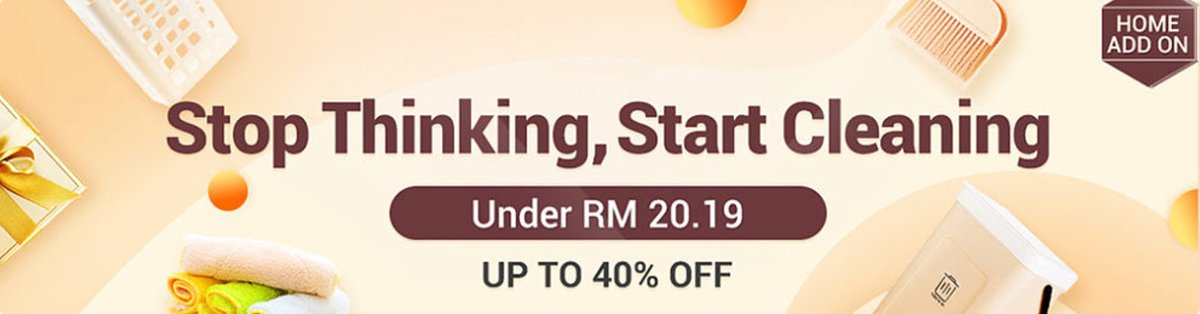 HOME
ADD ON
Stop Thinking, Start Cleaning
Under RM 20.19
UP TO 40% OFF